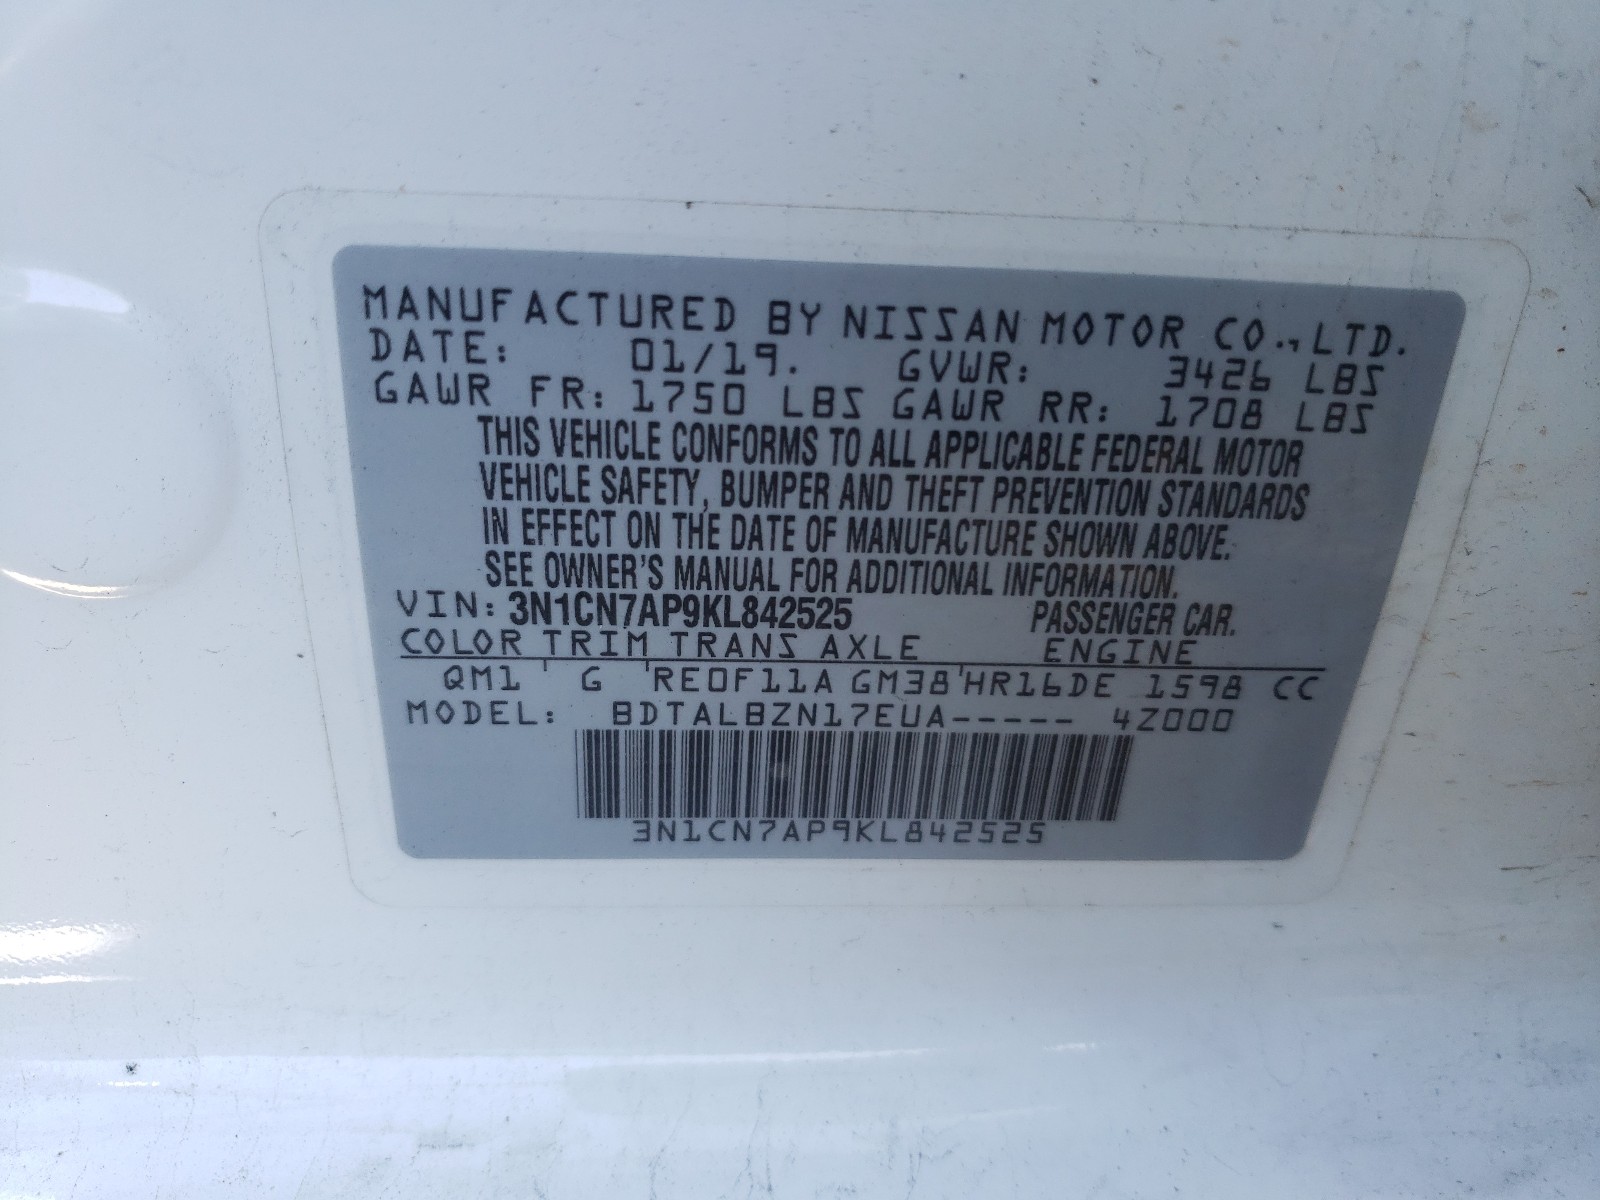 MANUFACTURED BY NISSAN MOTOR CO., LTD.
DATE: 01/19. GVWR: 3426 LBS
GAWR FR: 1750 LBS GAWR RR: 1708 LBS
THIS VEHICLE CONFORMS TO ALL APPLICABLE FEDERAL MOTOR
VEHICLE SAFETY, BUMPER AND THEFT PREVENTION STANDARDS
IN EFFECT ON THE DATE OF MANUFACTURE SHOWN ABOVE.
SEE OWNER'S MANUAL FOR ADDITIONAL INFORMATION.
VIN: 3N1CN7AP9KL842525 PASSENGER CAR.
COLOR TRIM TRANS AXLE ENGINE
QM1 ' G 'RE0F11A GM38'HR16DE 1598 CC
MODEL: BDTALBZN17EUA----- 4Z000
3N1CN7AP9KL842525